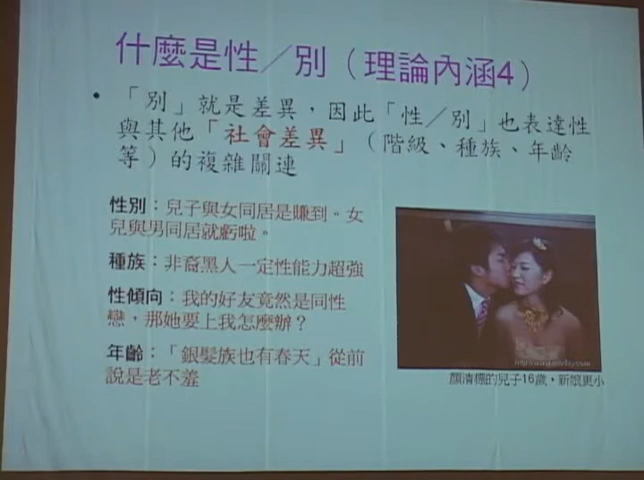 什麼是性／別（理論內涵4）
• 「別」就是差異，因此「性／別」也表達性
與其他「社會差異」（階級、種族、年齡
等）的複雜關連
性別：兒子與女同居是賺到。女
兒與男同居就虧啦。
種族：非裔黑人一定性能力超強
性傾向：我的好友竟然是同性
戀，那她要上我怎麼辦？
年齡：「銀髮族也有春天」從前
說是老不羞
顏清標的兒子16歲，新娘更小